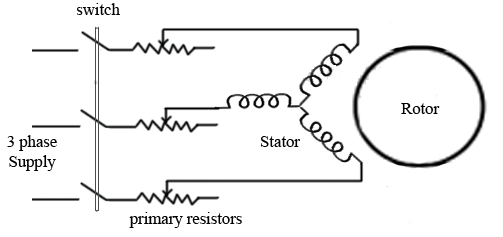 switch
Rotor
Stator
3 phase
Supply
primary resistors